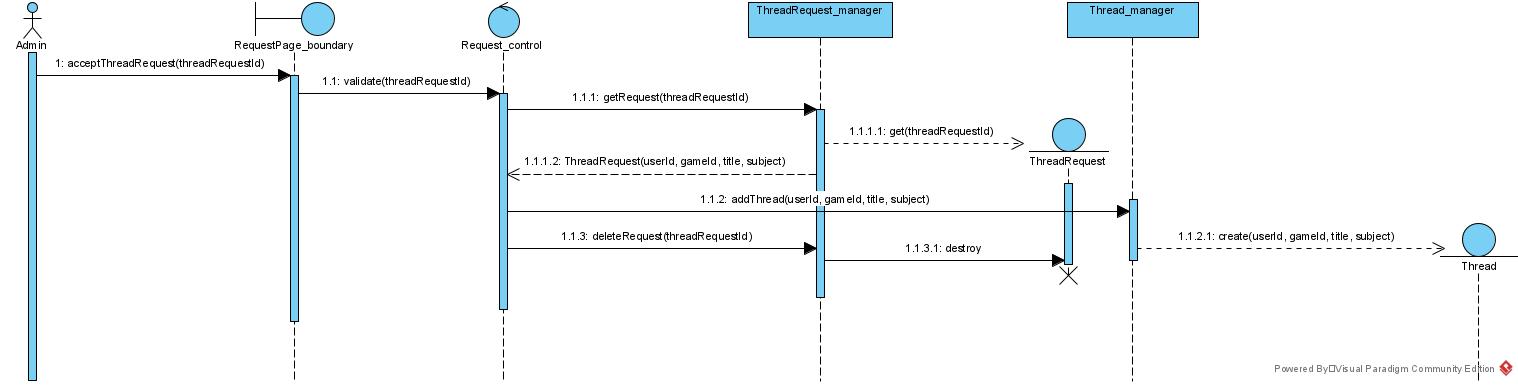 ThreadRequest_manager
Thread_manager
Admin
RequestPage_boundary
Request_control
1: acceptThreadRequest(threadRequestId)
1.1: validate(threadRequestId)
1.1.1: getRequest(threadRequestId)
1.1.1.1: get(threadRequestId)
ThreadRequest
1.1.1.2: ThreadRequest(userId, gameId, title, subject)
1.1.2: addThread(userId, gameId, title, subject)
1.1.3: deleteRequest(threadRequestId)
1.1.3.1: destroy
1.1.2.1: create(userId, gameId, title, subject)
Thread
Powered By Visual Paradigm Community Edition